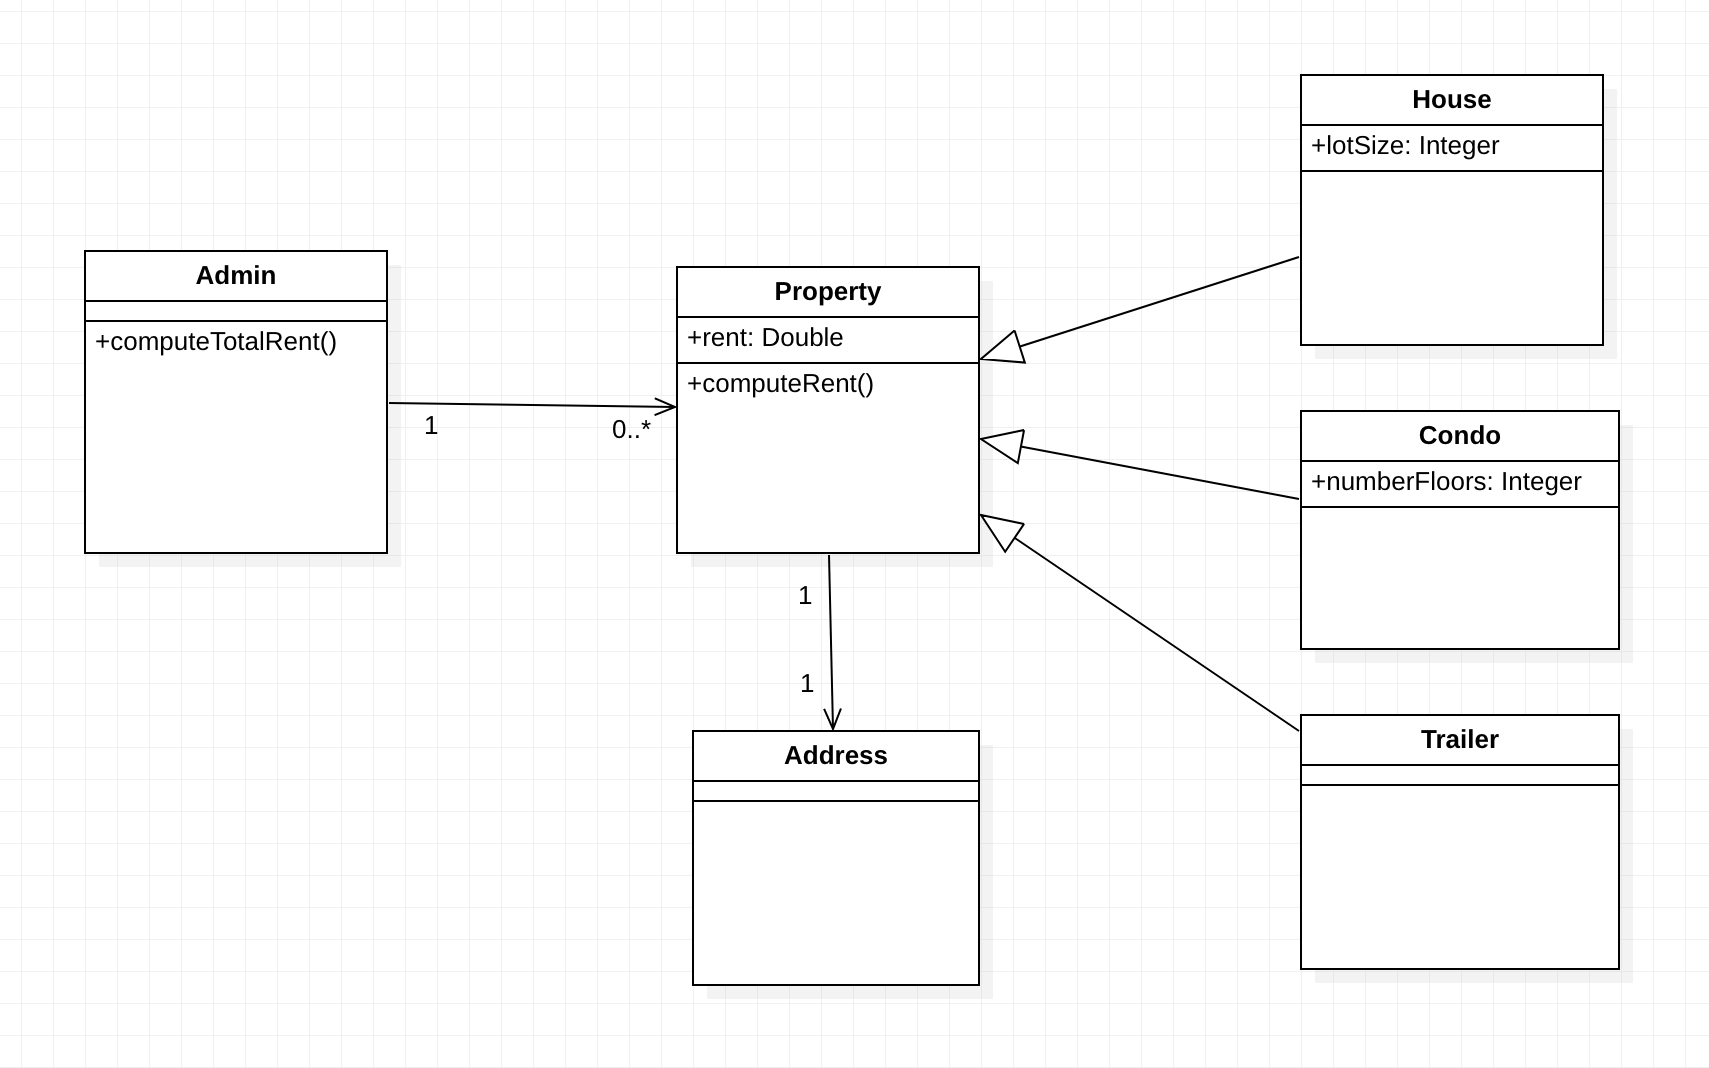 Admin
+computeTotalRent()
1
0..*
Property
+rent: Double
+computeRent()
1
1
Address
House
+lotSize: Integer
Condo
+numberFloors: Integer
Trailer